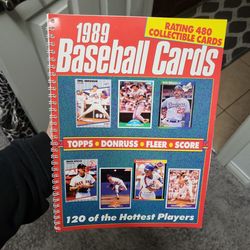 1989
RATING 480
COLLECTIBLE CARDS
Baseball Cards
TOPPS • DONRUSS • FLEER • SCORE
120 of the Hottest Players